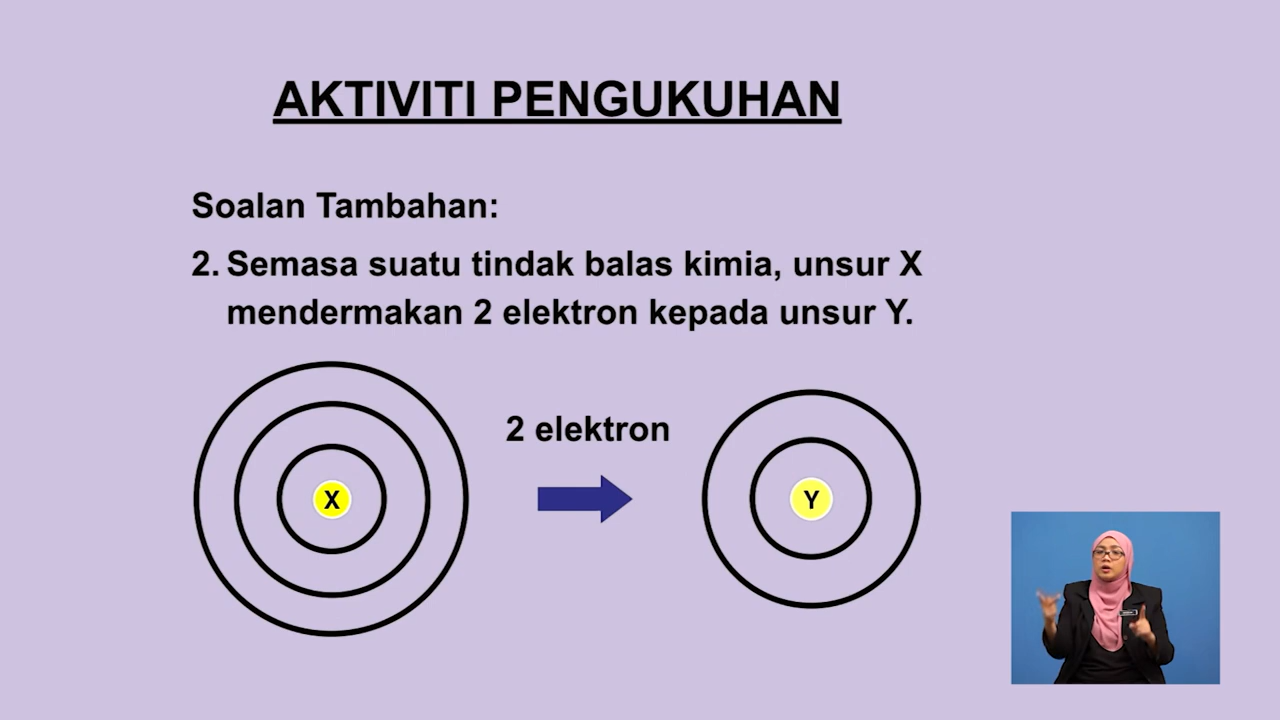 AKTIVITI PENGUKUHAN
Soalan Tambahan:
2. Semasa suatu tindak balas kimia, unsur X
mendermakan 2 elektron kepada unsur Y.
2 elektron
X
Y